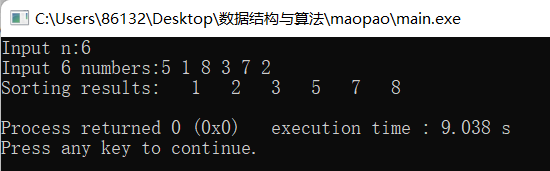 C:\Users\86132\Desktop\数据结构与算法\maopao\main.exe
Input n:6
Input 6 numbers:5 1 8 3 7 2
Sorting results:   1   2   3   5   7   8
Process returned 0 (0x0)   execution time : 9.038 s
Press any key to continue.